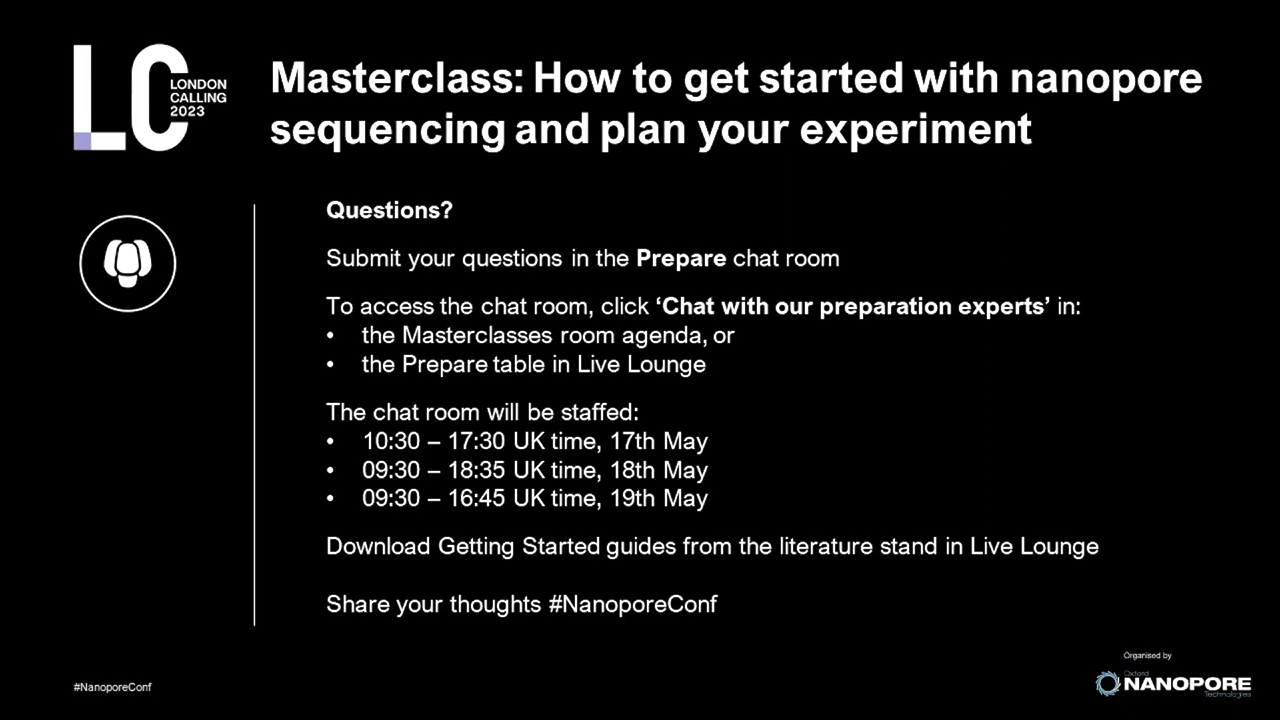 LC
LONDON
CALLING
2023
Masterclass: How to get started with nanopore
sequencing and plan your experiment
Questions?
Submit your questions in the Prepare chat room
To access the chat room, click ‘Chat with our preparation experts’ in:
• the Masterclasses room agenda, or
• the Prepare table in Live Lounge
The chat room will be staffed:
• 10:30 – 17:30 UK time, 17th May
• 09:30 – 18:35 UK time, 18th May
• 09:30 – 16:45 UK time, 19th May
Download Getting Started guides from the literature stand in Live Lounge
Share your thoughts #NanoporeConf
#NanoporeConf
Organised by
Oxford
NANOPORE
Technologies